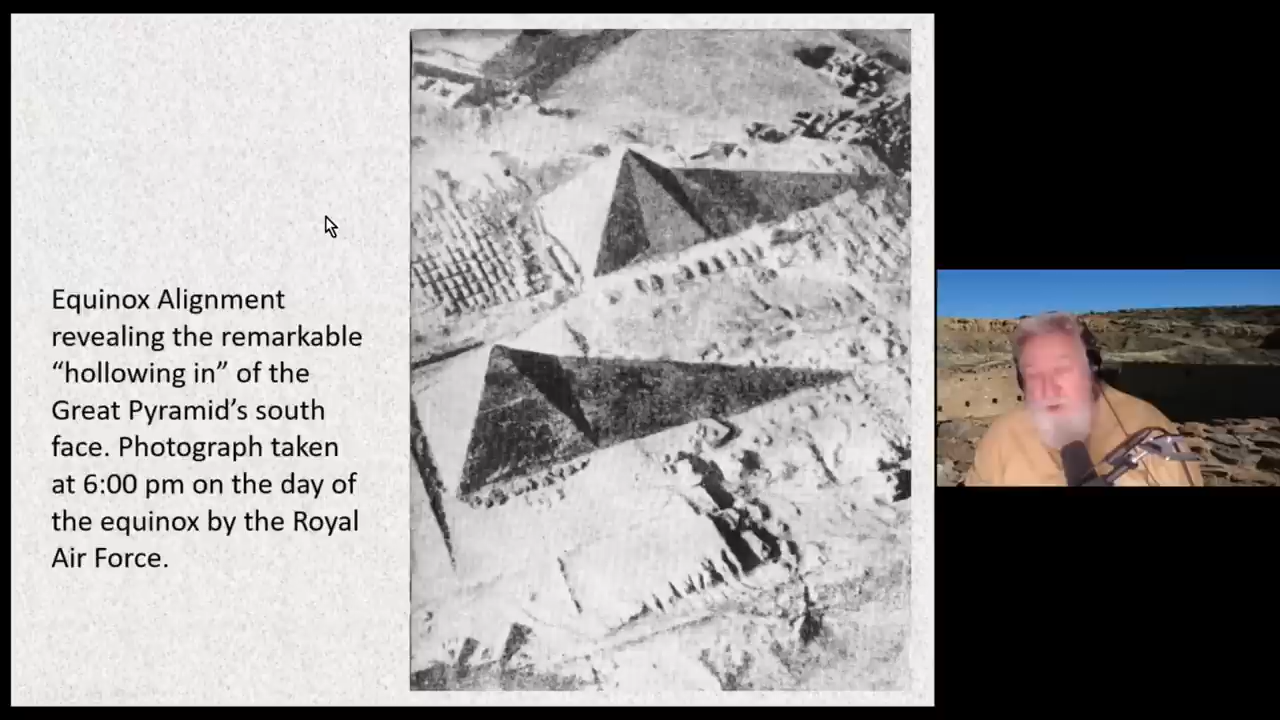 Equinox Alignment
revealing the remarkable
“hollowing in” of the
Great Pyramid’s south
face. Photograph taken
at 6:00 pm on the day of
the equinox by the Royal
Air Force.